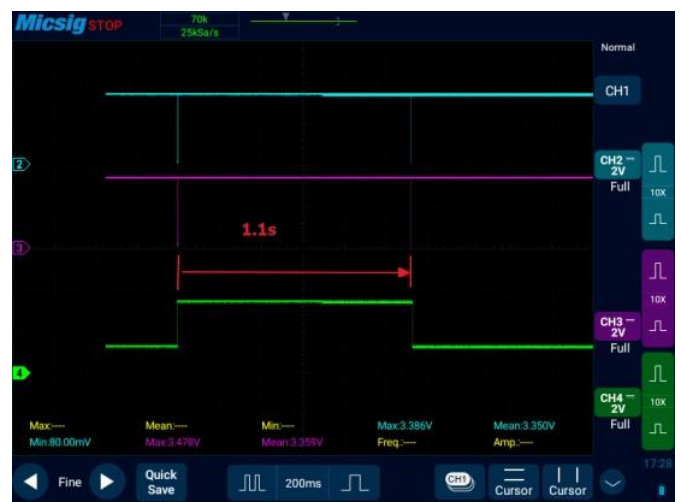 Micsig STOP
70k
25kSa/s
Normal
CH1
2
CH2
2V
Full
10X
3
1.1s
CH3
2V
Full
10X
4
CH4
2V
Full
10X
Max:---- Mean:---- Min:---- Max:3.386V Mean:3.350V
Min:80.00mV Max:3.478V Mean:3.359V Freq.:---- Amp.:----
17:28
Fine
Quick
Save
200ms
CH1
Cursor
Cursor